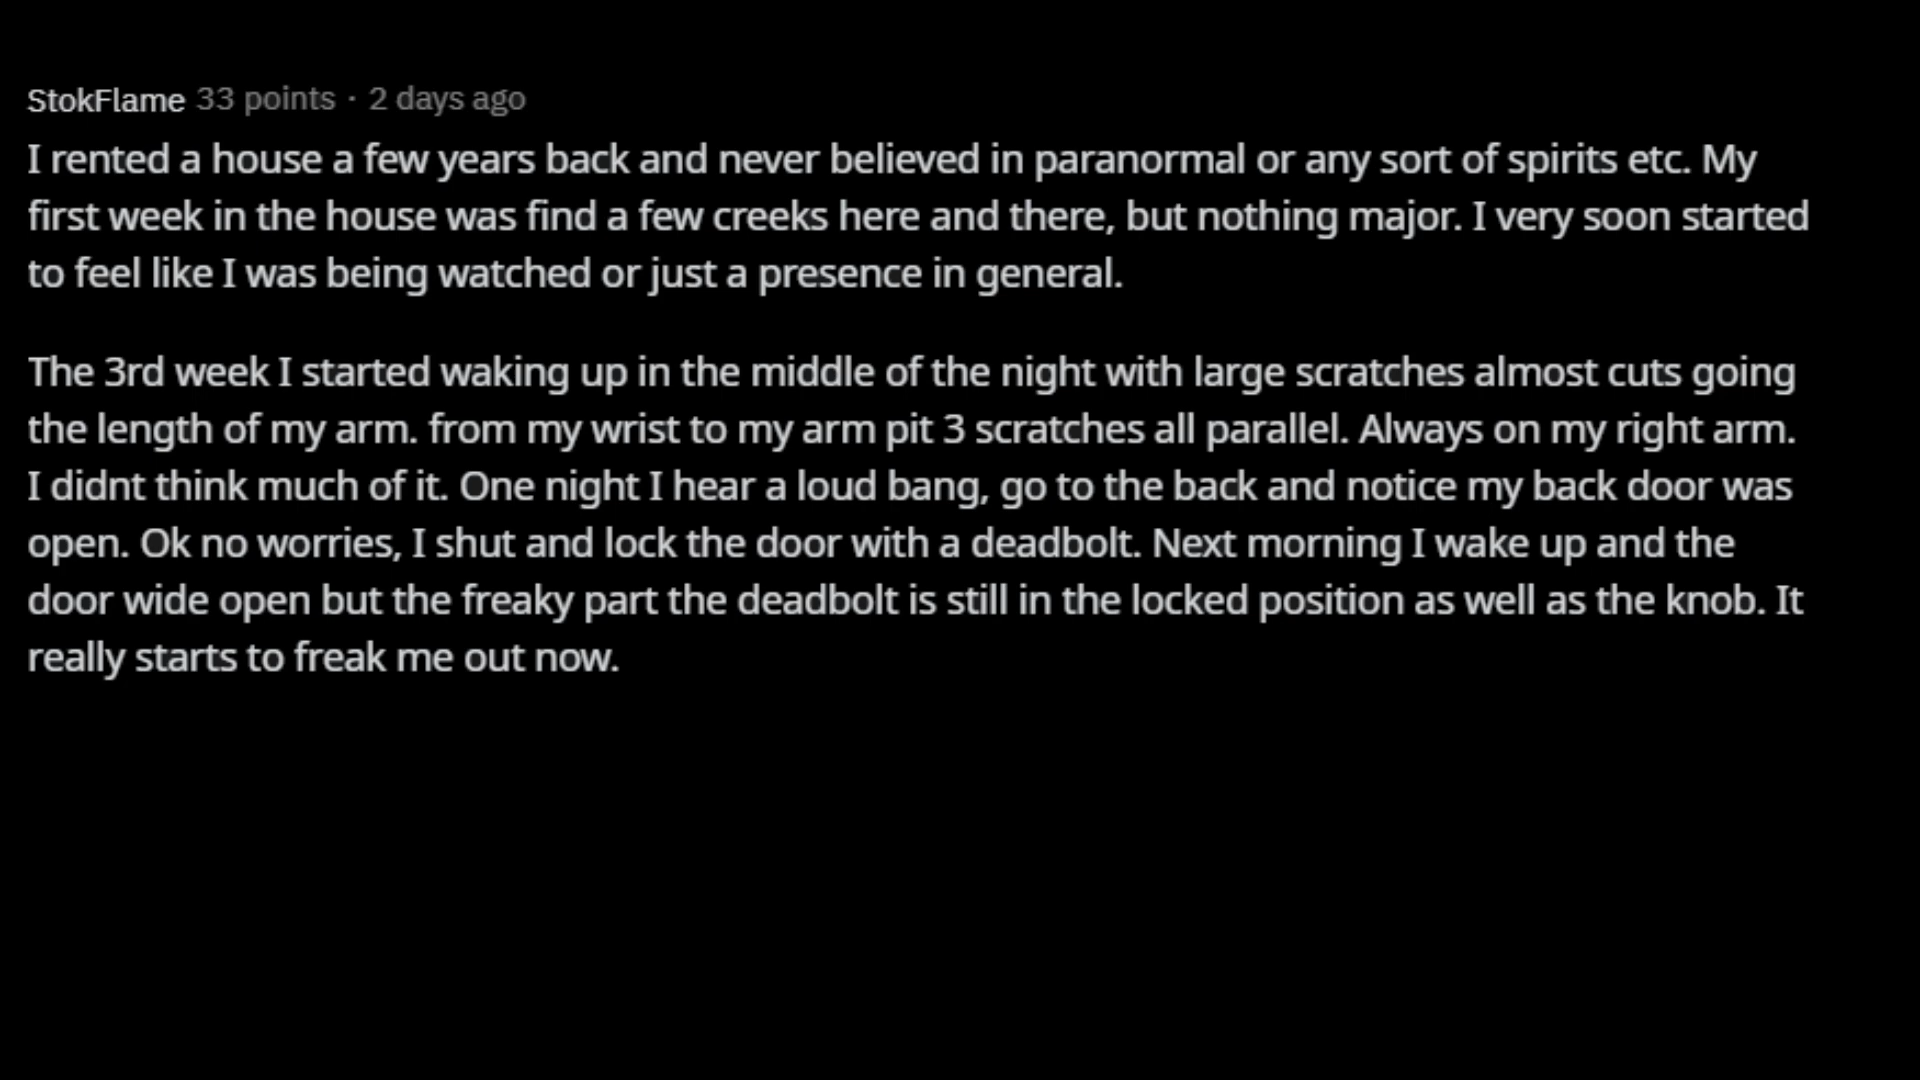 StokFlame 33 points · 2 days ago
I rented a house a few years back and never believed in paranormal or any sort of spirits etc. My
first week in the house was find a few creeks here and there, but nothing major. I very soon started
to feel like I was being watched or just a presence in general.
The 3rd week I started waking up in the middle of the night with large scratches almost cuts going
the length of my arm. from my wrist to my arm pit 3 scratches all parallel. Always on my right arm.
I didnt think much of it. One night I hear a loud bang, go to the back and notice my back door was
open. Ok no worries, I shut and lock the door with a deadbolt. Next morning I wake up and the
door wide open but the freaky part the deadbolt is still in the locked position as well as the knob. It
really starts to freak me out now.